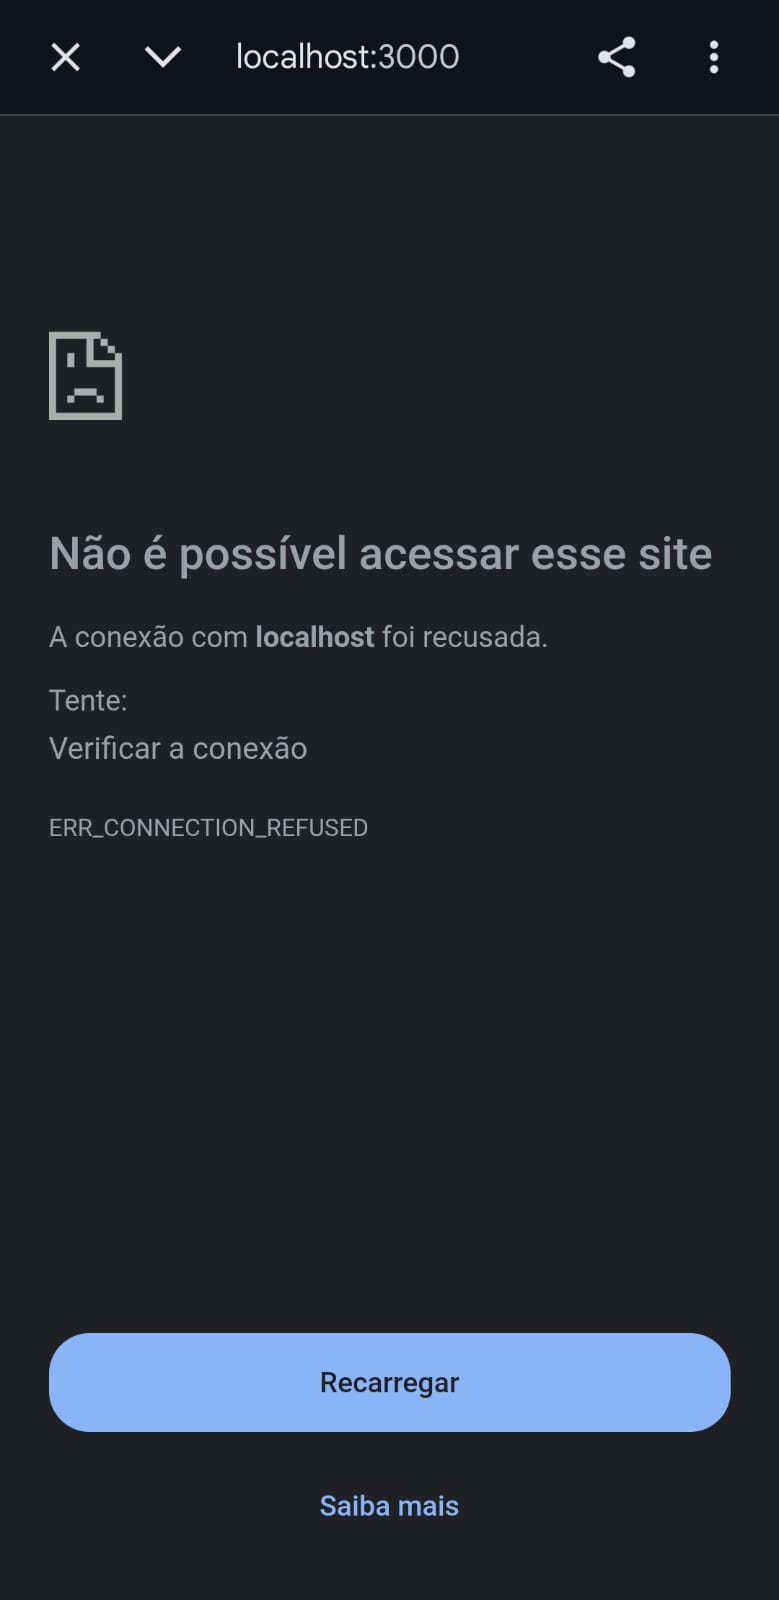 localhost:3000
Não é possível acessar esse site
A conexão com localhost foi recusada.
Tente:
Verificar a conexão
ERR_CONNECTION_REFUSED
Recarregar
Saiba mais